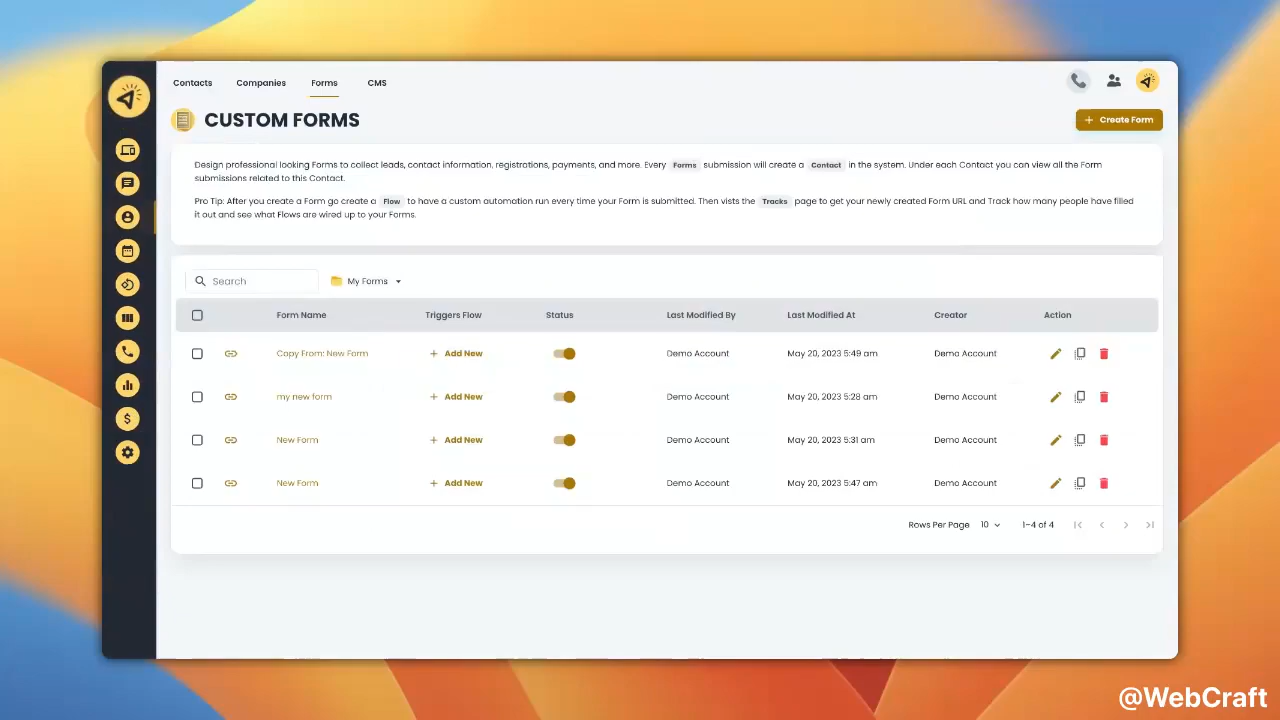 Contacts Companies Forms CMS
CUSTOM FORMS
+ Create Form
Design professional looking Forms to collect leads, contact information, registrations, payments, and more. Every Forms submission will create a Contact in the system. Under each Contact you can view all the Form
submissions related to this Contact.
Pro Tip: After you create a Form go create a Flow to have a custom automation run every time your Form is submitted. Then vists the Tracks page to get your newly created Form URL and Track how many people have filled
it out and see what Flows are wired up to your Forms.
Search My Forms
Form Name Triggers Flow Status Last Modified By Last Modified At Creator Action
Copy From: New Form + Add New Demo Account May 20, 2023 5:49 am Demo Account
my new form + Add New Demo Account May 20, 2023 5:28 am Demo Account
New Form + Add New Demo Account May 20, 2023 5:31 am Demo Account
New Form + Add New Demo Account May 20, 2023 5:47 am Demo Account
Rows Per Page 10 1-4 of 4
@WebCraft